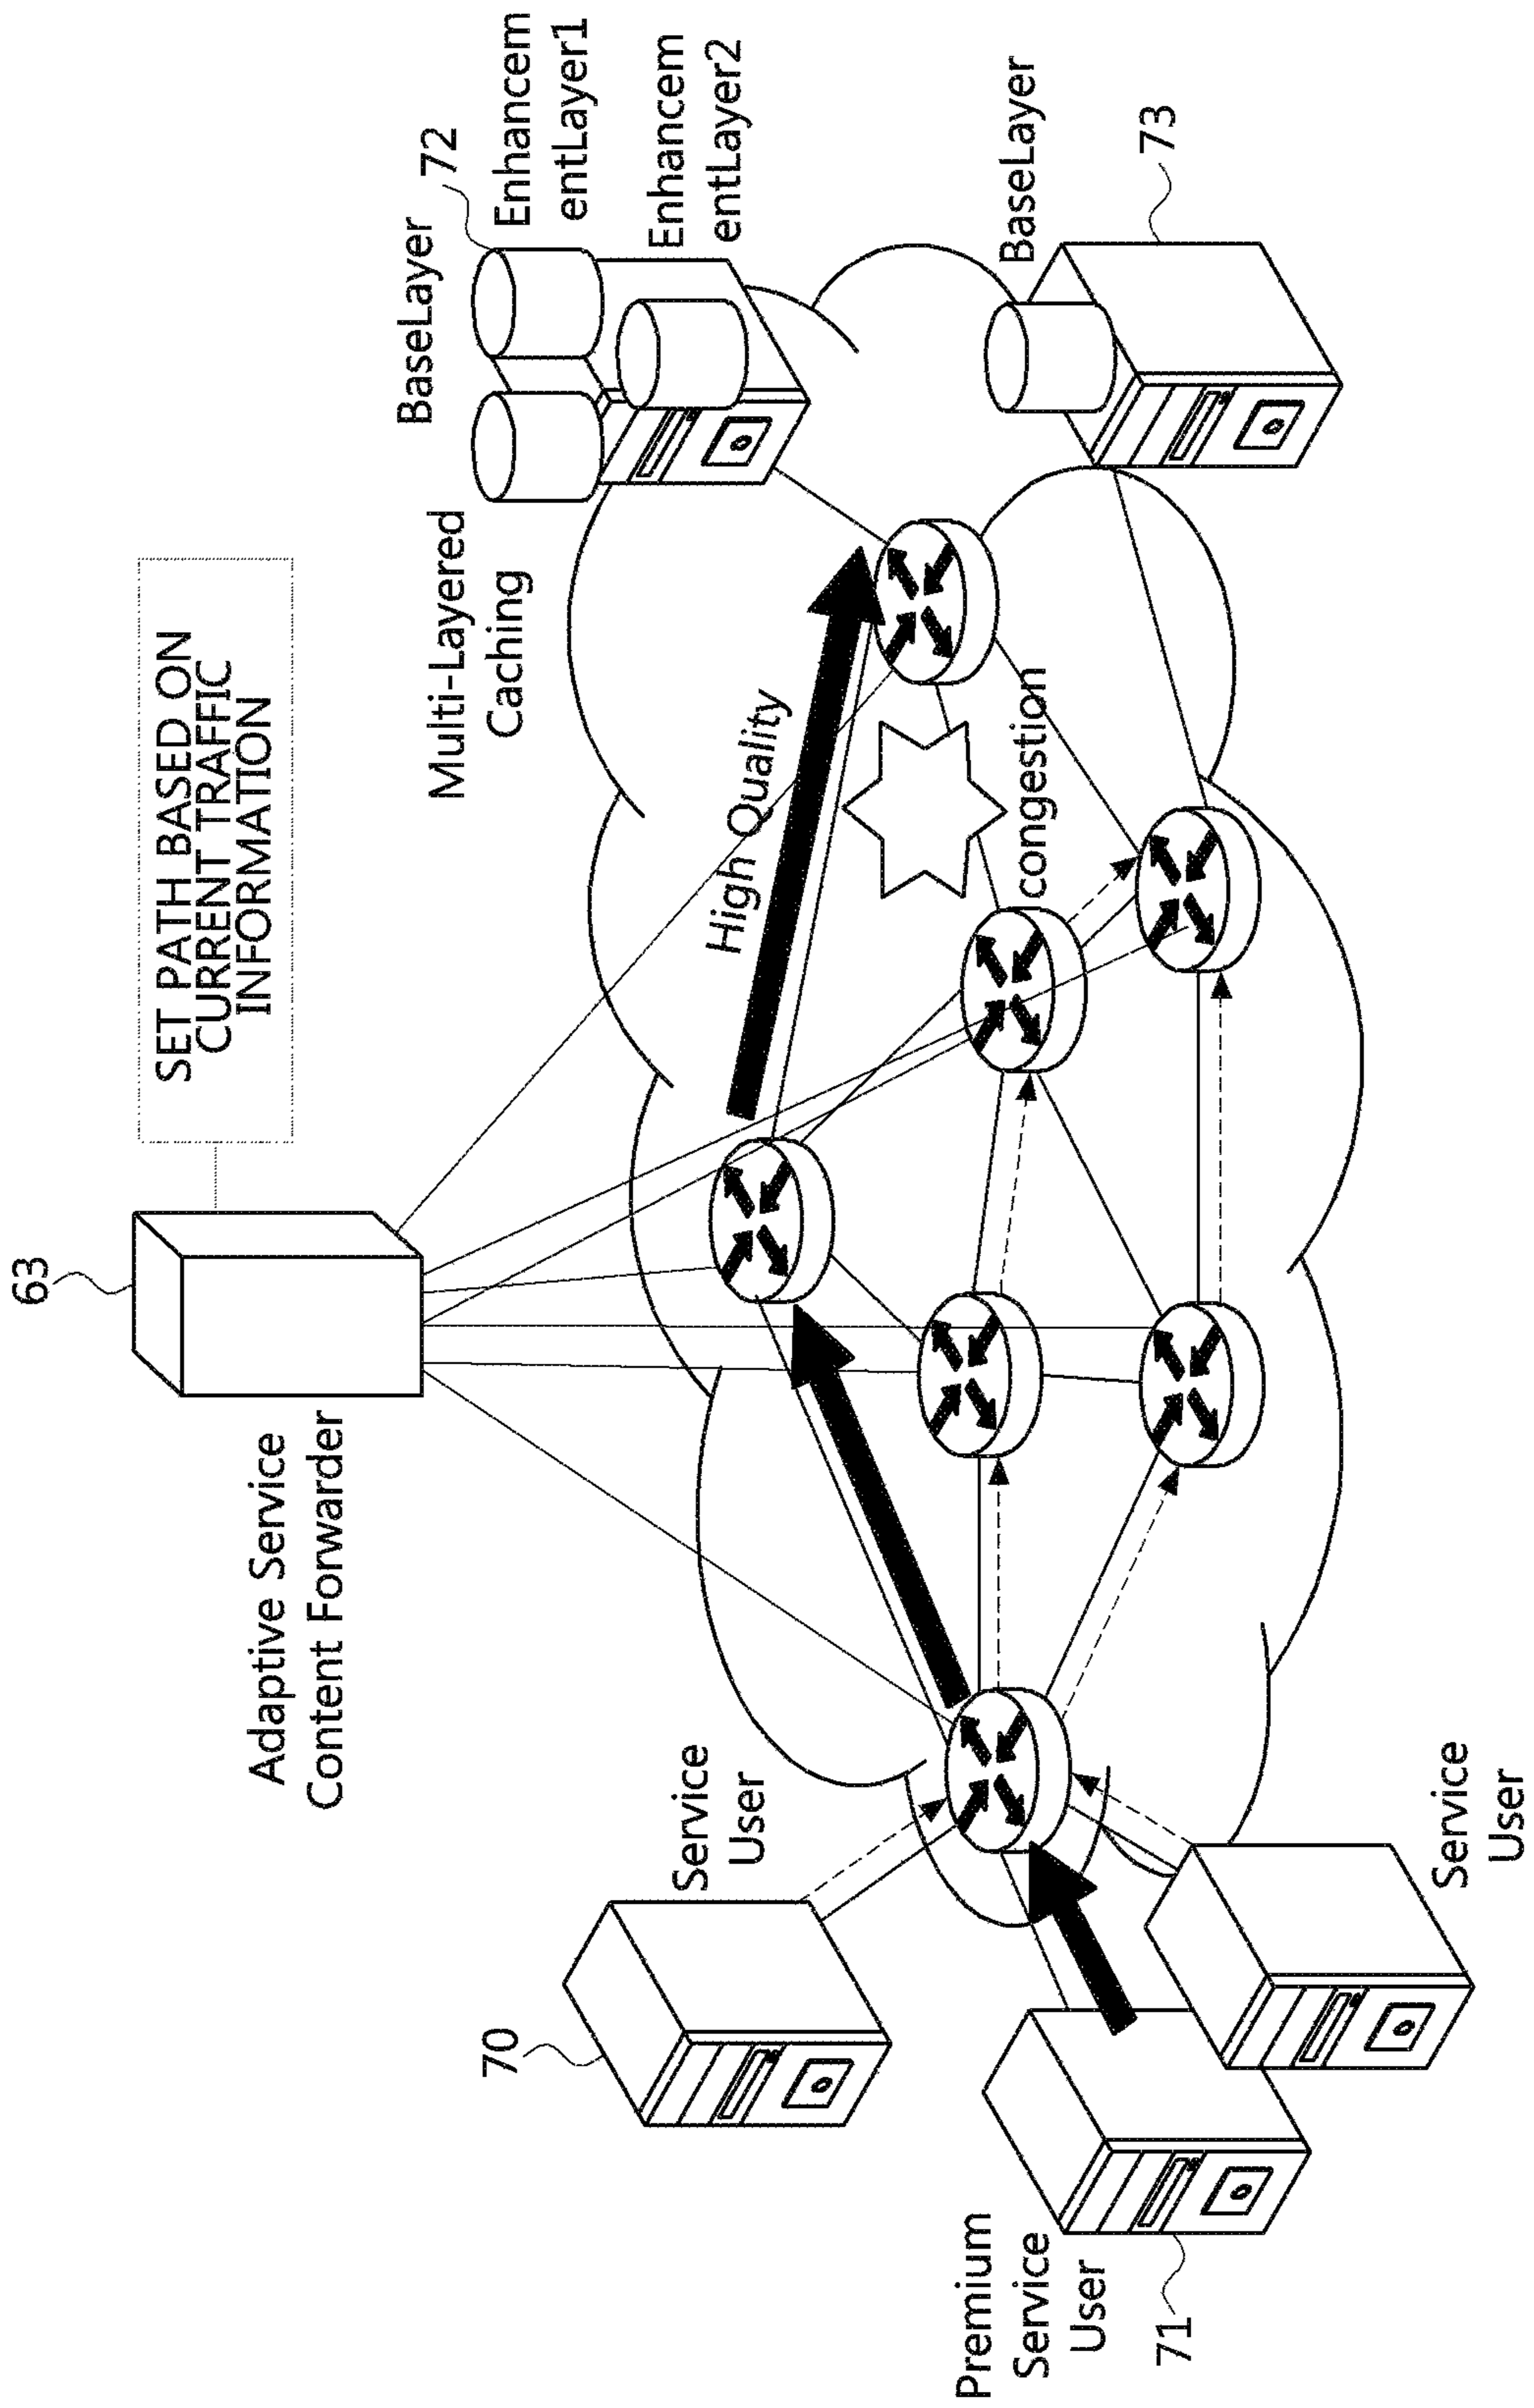 63
SET PATH BASED ON
CURRENT TRAFFIC
INFORMATION
Adaptive Service
Content Forwarder
Multi-Layered
Caching
BaseLayer
72
Enhancem
entLayer1
Enhancem
entLayer2
High Quality
congestion
BaseLayer
73
70
Service
User
Premium
Service
User
71
Service
User